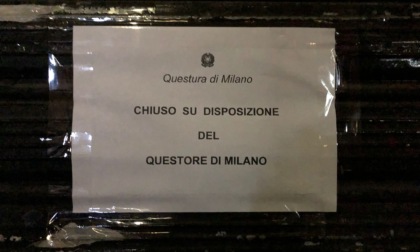 Questura di Milano
CHIUSO SU DISPOSIZIONE
DEL
QUESTORE DI MILANO